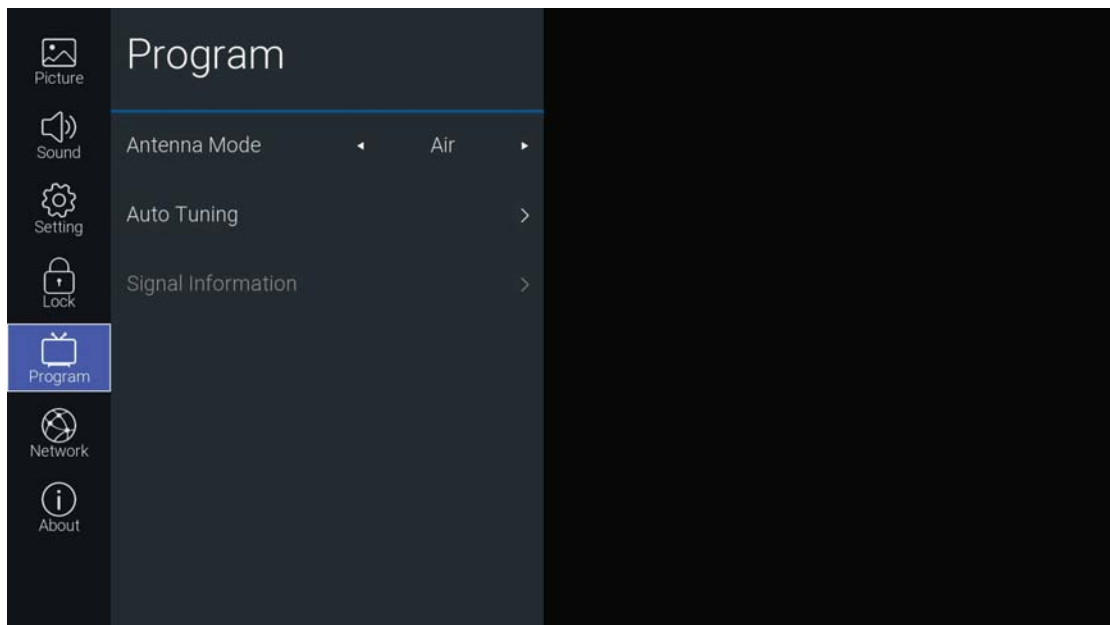 Picture
Sound
Setting
Lock
Program
Network
About
Program
Antenna Mode Air
Auto Tuning
Signal Information